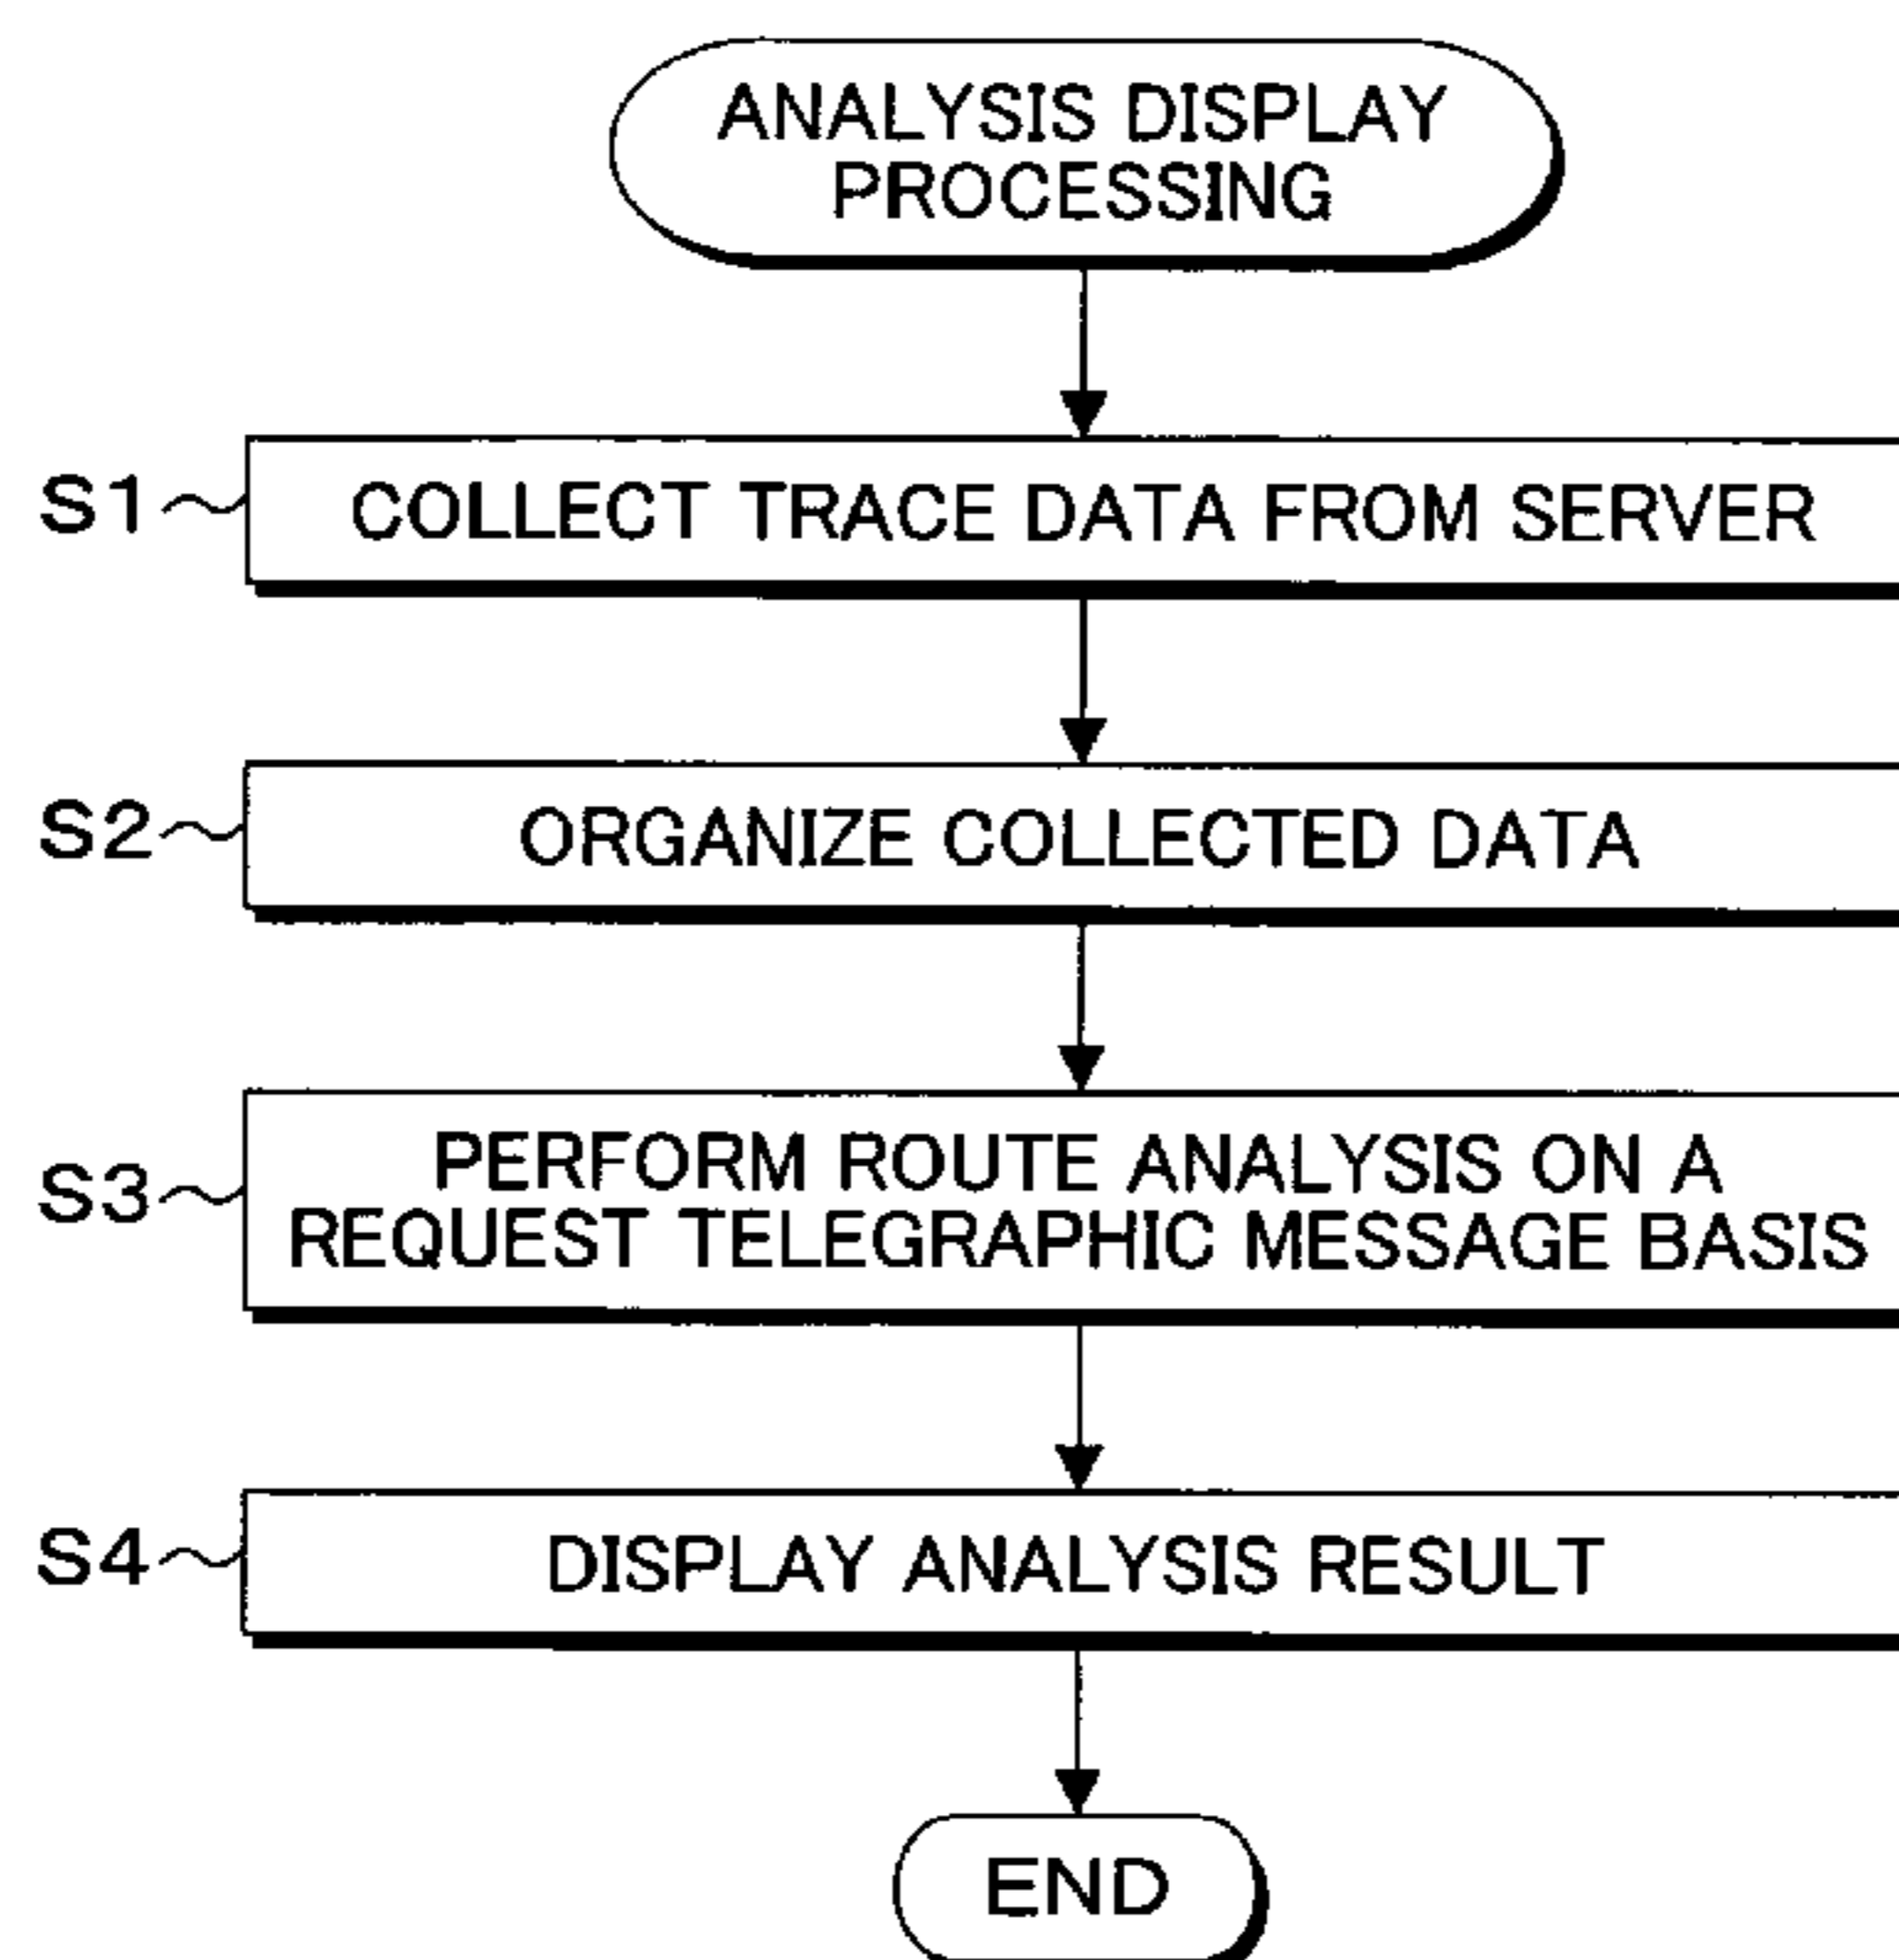 ANALYSIS DISPLAY
PROCESSING
S1
COLLECT TRACE DATA FROM SERVER
S2
ORGANIZE COLLECTED DATA
S3
PERFORM ROUTE ANALYSIS ON A
REQUEST TELEGRAPHIC MESSAGE BASIS
S4
DISPLAY ANALYSIS RESULT
END